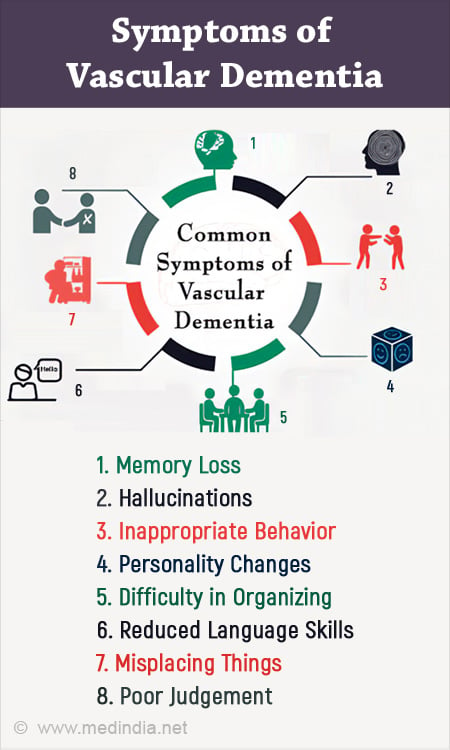 Symptoms of
Vascular Dementia
1
2
3
4
5
6
7
8
Hello
Common
Symptoms of
Vascular
Dementia
1. Memory Loss
2. Hallucinations
3. Inappropriate Behavior
4. Personality Changes
5. Difficulty in Organizing
6. Reduced Language Skills
7. Misplacing Things
8. Poor Judgement
© www.medindia.net